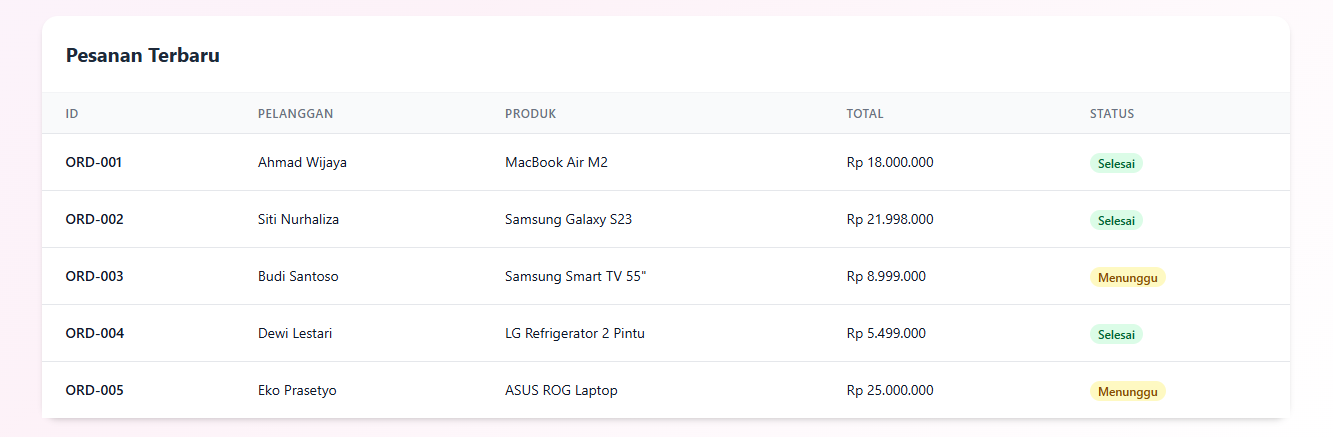 Pesanan Terbaru
ID PELANGGAN PRODUK TOTAL STATUS
ORD-001 Ahmad Wijaya MacBook Air M2 Rp 18.000.000 Selesai
ORD-002 Siti Nurhaliza Samsung Galaxy S23 Rp 21.998.000 Selesai
ORD-003 Budi Santoso Samsung Smart TV 55" Rp 8.999.000 Menunggu
ORD-004 Dewi Lestari LG Refrigerator 2 Pintu Rp 5.499.000 Selesai
ORD-005 Eko Prasetyo ASUS ROG Laptop Rp 25.000.000 Menunggu